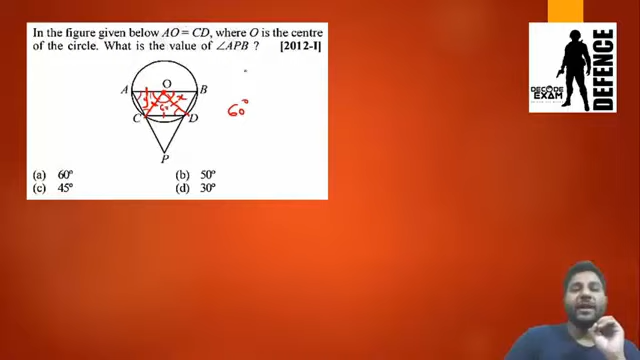 In the figure given below AO = CD, where O is the centre
of the circle. What is the value of ∠APB ? [2012-I]
O
A
B
x
60
C
D
60°
P
(a) 60° (b) 50°
(c) 45° (d) 30°
DECODE
EXAM
DEFENCE